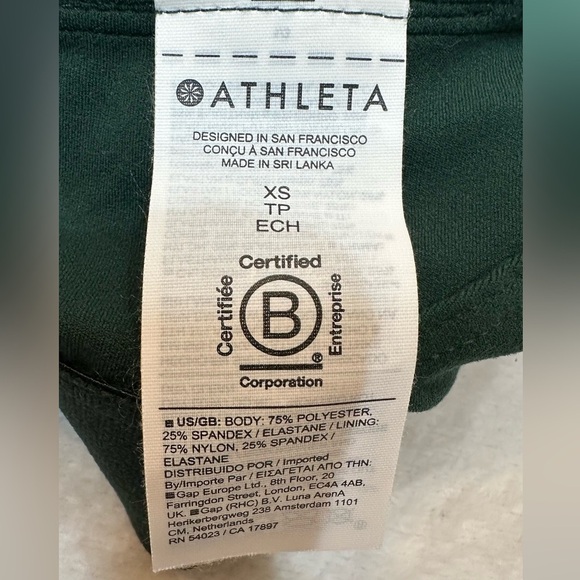 ATHLETA
DESIGNED IN SAN FRANCISCO
CONÇU À SAN FRANCISCO
MADE IN SRI LANKA
XS
TP
ECH
Certified
Certifiée
B
Entreprise
®
Corporation
US/GB: BODY: 75% POLYESTER,
25% SPANDEX / ELASTANE / LINING:
75% NYLON, 25% SPANDEX /
ELASTANE
DISTRIBUIDO POR / Imported
By/Importe Par / ΕΙΣΑΓΕΤΑΙ ΑΠΟ ΤΗΝ:
Gap Europe Ltd., 8th Floor, 20
Farringdon Street, London, EC4A 4AB,
UK. Gap (RHC) B.V. Luna ArenA
Herikerbergweg 238 Amsterdam 1101
CM, Netherlands
RN 54023 / CA 17897